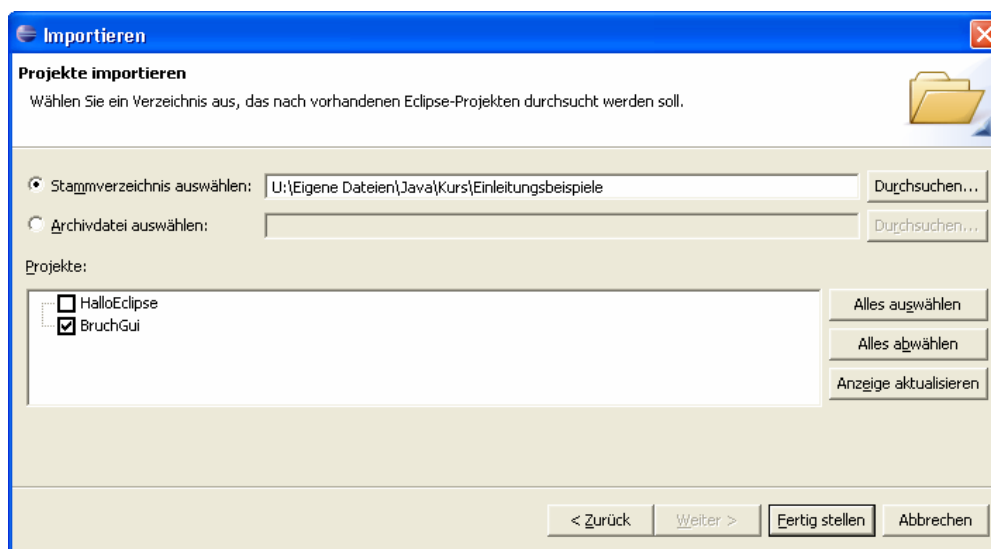 Importieren
Projekte importieren
Wählen Sie ein Verzeichnis aus, das nach vorhandenen Eclipse-Projekten durchsucht werden soll.
Stammverzeichnis auswählen: U:\Eigene Dateien\Java\Kurs\Einleitungsbeispiele Durchsuchen...
Archivdatei auswählen: Durchsuchen...
Projekte:
HalloEclipse
BruchGui
Alles auswählen
Alles abwählen
Anzeige aktualisieren
< Zurück Weiter > Fertig stellen Abbrechen